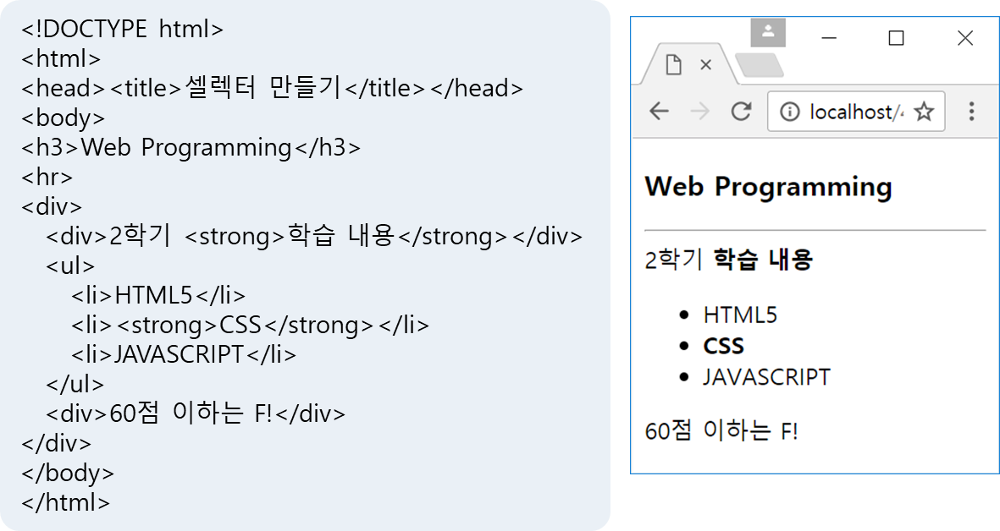 <!DOCTYPE html>
<html>
<head><title>셀렉터 만들기</title></head>
<body>
<h3>Web Programming</h3>
<hr>
<div>
    <div>2학기 <strong>학습 내용</strong></div>
    <ul>
        <li>HTML5</li>
        <li><strong>CSS</strong></li>
        <li>JAVASCRIPT</li>
    </ul>
    <div>60점 이하는 F!</div>
</div>
</body>
</html>
localhost/
Web Programming
2학기 학습 내용
• HTML5
• CSS
• JAVASCRIPT
60점 이하는 F!